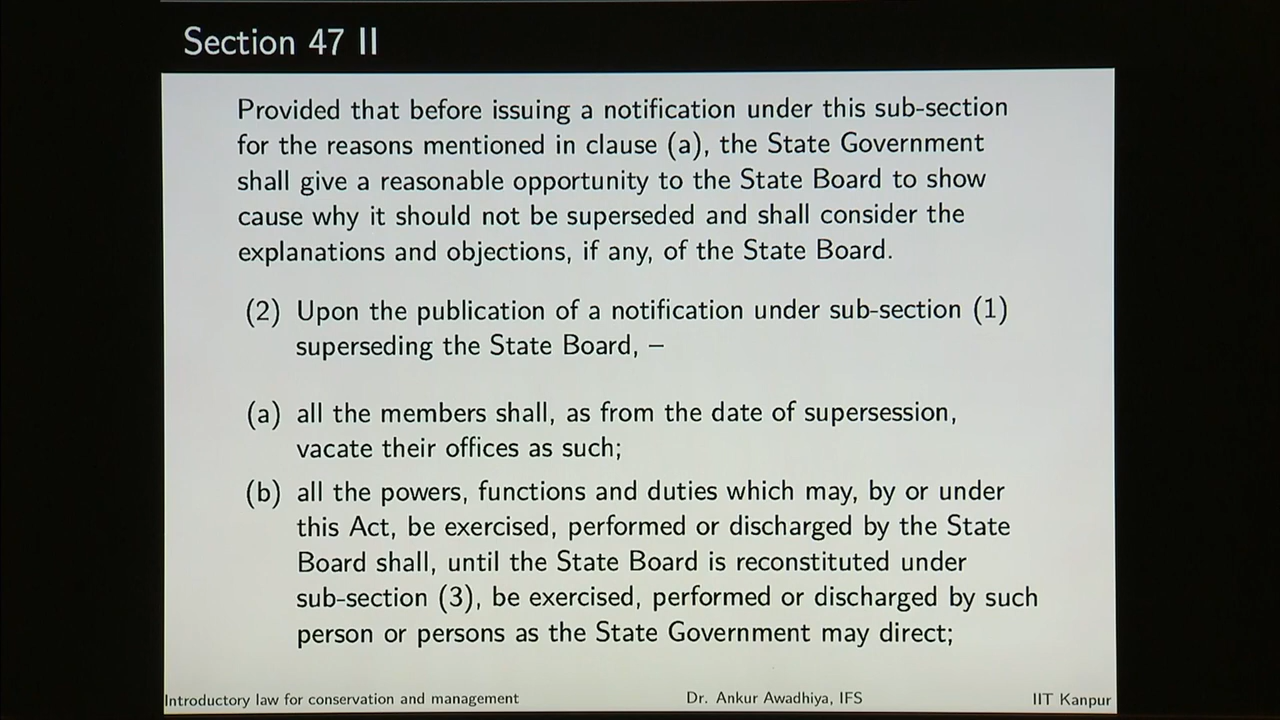 Section 47 II
Provided that before issuing a notification under this sub-section
for the reasons mentioned in clause (a), the State Government
shall give a reasonable opportunity to the State Board to show
cause why it should not be superseded and shall consider the
explanations and objections, if any, of the State Board.
(2) Upon the publication of a notification under sub-section (1)
superseding the State Board, –
(a) all the members shall, as from the date of supersession,
vacate their offices as such;
(b) all the powers, functions and duties which may, by or under
this Act, be exercised, performed or discharged by the State
Board shall, until the State Board is reconstituted under
sub-section (3), be exercised, performed or discharged by such
person or persons as the State Government may direct;
Introductory law for conservation and management Dr. Ankur Awadhiya, IFS IIT Kanpur